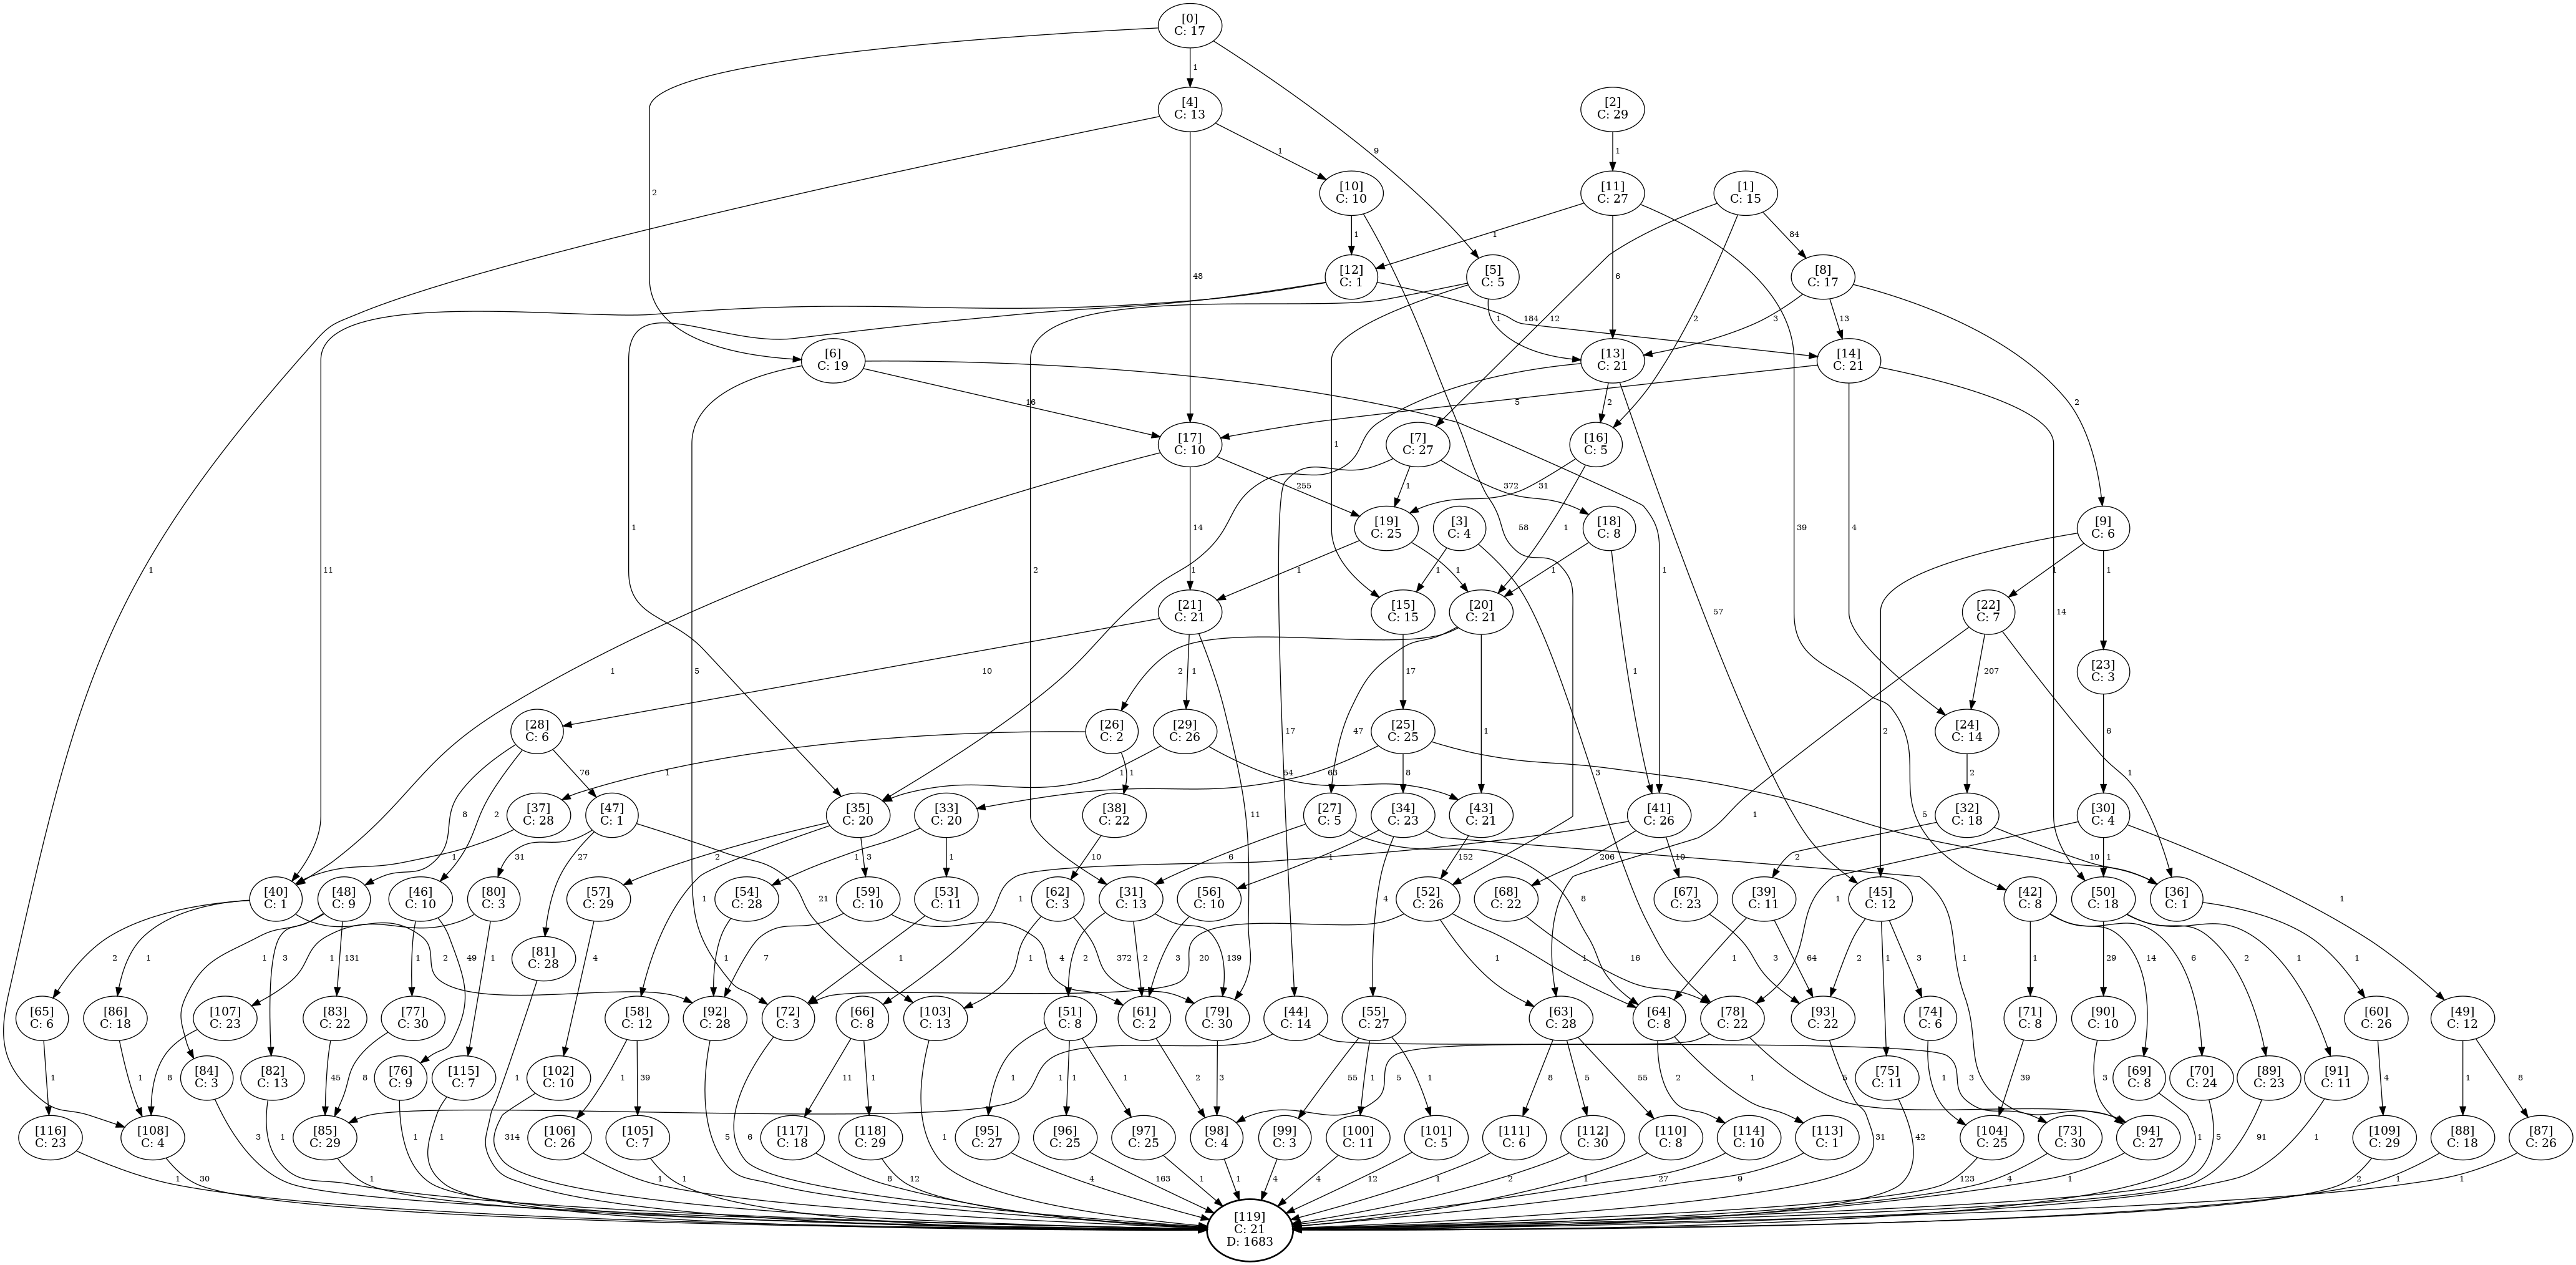 [0]
C: 17
1
9
2
[4]
C: 13
[2]
C: 29
1
1
[10]
C: 10
[11]
C: 27
[1]
C: 15
1
1
84
48
6
39
12
2
[12]
C: 1
[5]
C: 5
[8]
C: 17
184
1
3
13
2
1
11
[6]
C: 19
[13]
C: 21
[14]
C: 21
16
5
2
1
4
[17]
C: 10
[7]
C: 27
[16]
C: 5
255
1
372
31
58
1
14
1
[19]
C: 25
[3]
C: 4
[18]
C: 8
[9]
C: 6
1
2
1
1
1
1
1
1
1
57
14
[21]
C: 21
[15]
C: 15
[20]
C: 21
[22]
C: 7
1
10
1
2
17
1
207
[23]
C: 3
5
11
47
1
2
6
[28]
C: 6
[26]
C: 2
[29]
C: 26
[25]
C: 25
[24]
C: 14
17
1
3
1
76
1
1
54
63
8
2
[37]
C: 28
[47]
C: 1
[35]
C: 20
[33]
C: 20
[38]
C: 22
[27]
C: 5
[34]
C: 23
[43]
C: 21
[41]
C: 26
[32]
C: 18
[30]
C: 4
8
2
1
31
27
2
3
1
1
10
6
1
152
206
10
1
5
2
10
1
[40]
C: 1
[48]
C: 9
[46]
C: 10
[80]
C: 3
[57]
C: 29
[54]
C: 28
[59]
C: 10
[53]
C: 11
[62]
C: 3
[31]
C: 13
[56]
C: 10
[52]
C: 26
[68]
C: 22
[67]
C: 23
[39]
C: 11
[45]
C: 12
[42]
C: 8
[50]
C: 18
[36]
C: 1
21
1
1
4
8
1
1
2
1
3
131
1
1
49
1
2
[81]
C: 28
4
1
7
4
1
1
372
2
2
139
3
20
1
1
16
3
1
64
2
1
3
1
14
6
29
2
1
1
1
[65]
C: 6
[86]
C: 18
[107]
C: 23
[83]
C: 22
[77]
C: 30
[58]
C: 12
[92]
C: 28
[72]
C: 3
[66]
C: 8
[103]
C: 13
[51]
C: 8
[61]
C: 2
[79]
C: 30
[44]
C: 14
[55]
C: 27
[63]
C: 28
[64]
C: 8
[78]
C: 22
[93]
C: 22
[74]
C: 6
[71]
C: 8
[90]
C: 10
[60]
C: 26
[49]
C: 12
1
1
8
45
8
[84]
C: 3
[82]
C: 13
[76]
C: 9
[115]
C: 7
1
[102]
C: 10
1
39
11
1
1
1
1
2
3
1
5
55
1
1
8
5
55
2
1
5
3
[75]
C: 11
1
39
[69]
C: 8
[70]
C: 24
3
[89]
C: 23
[91]
C: 11
4
1
8
[116]
C: 23
[108]
C: 4
[85]
C: 29
[106]
C: 26
[105]
C: 7
[117]
C: 18
[118]
C: 29
[95]
C: 27
[96]
C: 25
[97]
C: 25
[98]
C: 4
[99]
C: 3
[100]
C: 11
[101]
C: 5
[111]
C: 6
[112]
C: 30
[110]
C: 8
[114]
C: 10
[113]
C: 1
[104]
C: 25
[73]
C: 30
[94]
C: 27
[109]
C: 29
[88]
C: 18
[87]
C: 26
1
30
3
1
1
1
1
314
1
1
5
6
8
12
1
4
163
1
1
4
4
12
1
2
1
27
9
31
42
123
4
1
1
5
91
1
2
1
1
[119]
C: 21
D: 1683